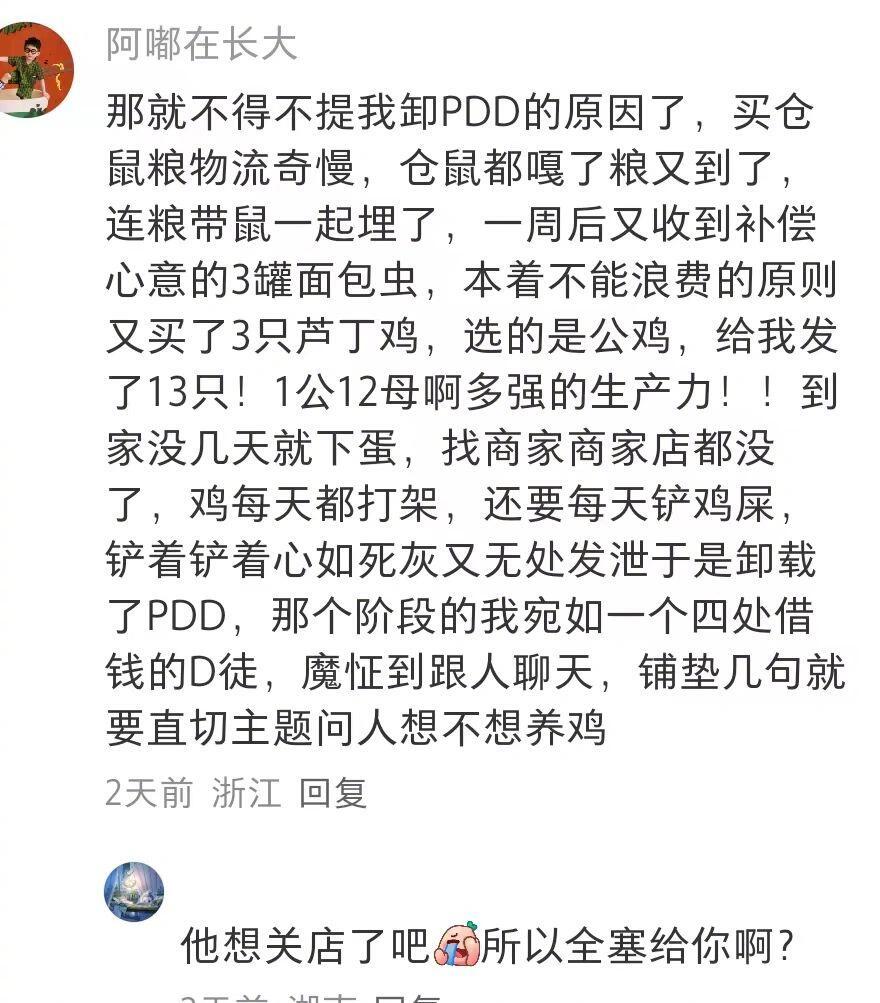 阿嘟在长大
那就不得不提我卸PDD的原因了，买仓
鼠粮物流奇慢，仓鼠都嘎了粮又到了，
连粮带鼠一起埋了，一周后又收到补偿
心意的3罐面包虫，本着不能浪费的原则
又买了3只芦丁鸡，选的是公鸡，给我发
了13只！1公12母啊多强的生产力！！到
家没几天就下蛋，找商家商家店都没
了，鸡每天都打架，还要每天铲鸡屎，
铲着铲着心如死灰又无处发泄于是卸载
了PDD，那个阶段的我宛如一个四处借
钱的D徒，魔怔到跟人聊天，铺垫几句就
要直切主题问人想不想养鸡
2天前 浙江 回复
他想关店了吧所以全塞给你啊?